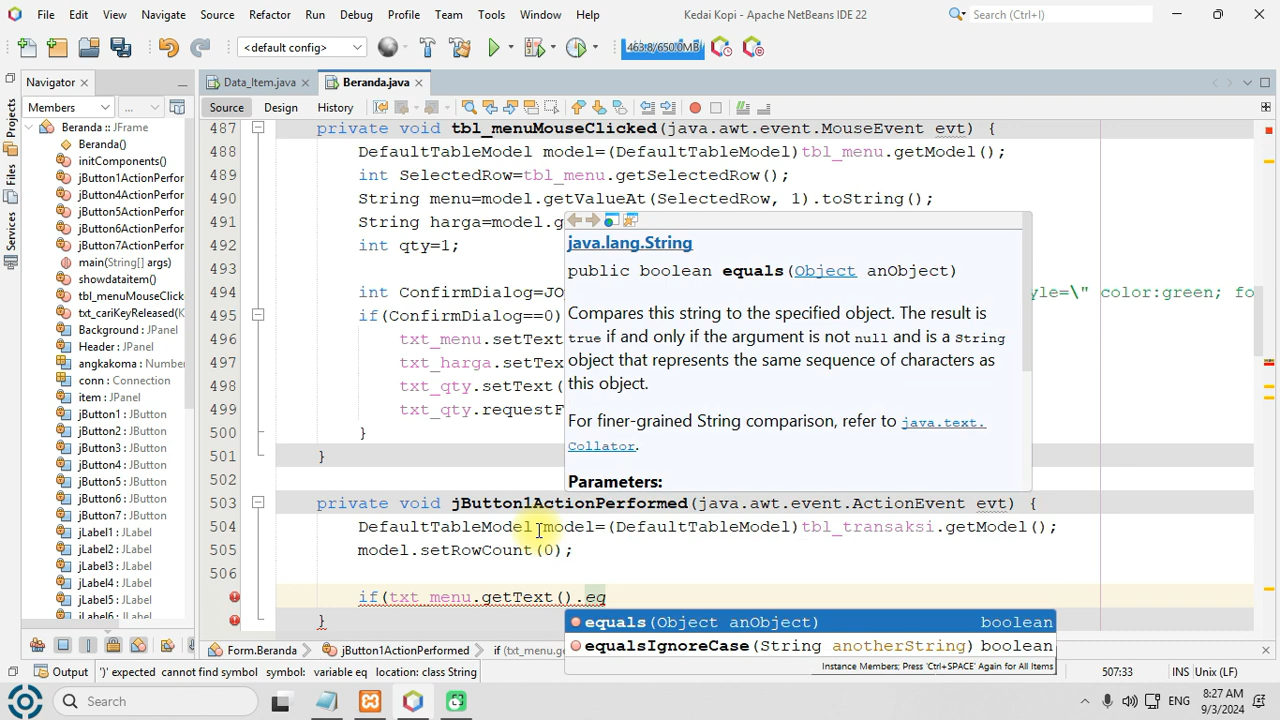 File Edit View Navigate Source Refactor Run Debug Profile Team Tools Window Help
Kedai Kopi - Apache NetBeans IDE 22
Search (Ctrl+I)
<default config>
463.8/650.0MB
Navigator
Data_Item.java
Beranda.java
Members
...
Source Design History
Projects
Files
Services
Beranda :: JFrame
Beranda()
initComponents()
jButton1ActionPerfor
jButton4ActionPerfor
jButton5ActionPerfor
jButton6ActionPerfor
jButton7ActionPerfor
main(String[] args)
showdataitem()
tbl_menuMouseClick
txt_cariKeyReleased(K
Background : JPanel
Header : JPanel
angkakoma : Number
conn : Connection
item : JPanel
jButton1 : JButton
jButton2 : JButton
jButton3 : JButton
jButton4 : JButton
jButton5 : JButton
jButton6 : JButton
jButton7 : JButton
jLabel1 : JLabel
jLabel2 : JLabel
jLabel3 : JLabel
jLabel4 : JLabel
jLabel5 : JLabel
jLabel6 : JLabel
487 private void tbl_menuMouseClicked(java.awt.event.MouseEvent evt) {
488 DefaultTableModel model=(DefaultTableModel)tbl_menu.getModel();
489 int SelectedRow=tbl_menu.getSelectedRow();
490 String menu=model.getValueAt(SelectedRow, 1).toString();
491 String harga=model.g
492 int qty=1;
493
494 int ConfirmDialog=JO yle=\" color:green; fo
495 if(ConfirmDialog==0)
496 txt_menu.setText
497 txt_harga.setTex
498 txt_qty.setText(
499 txt_qty.requestF
500 }
501 }
502
503 private void jButton1ActionPerformed(java.awt.event.ActionEvent evt) {
504 DefaultTableModel model=(DefaultTableModel)tbl_transaksi.getModel();
505 model.setRowCount(0);
506
if(txt_menu.getText().eq
}
java.lang.String
public boolean equals(Object anObject)
Compares this string to the specified object. The result is
true if and only if the argument is not null and is a String
object that represents the same sequence of characters as
this object.
For finer-grained String comparison, refer to java.text.
Collator.
Parameters:
equals(Object anObject) boolean
equalsIgnoreCase(String anotherString) boolean
Instance Members; Press 'Ctrl+SPACE' Again for All Items
Form.Beranda
jButton1ActionPerformed
if (txt_menu.ge
Output
')' expected cannot find symbol symbol: variable eq location: class String
507:33
INS
Unix (LF)
Search
ENG
8:27 AM
9/3/2024